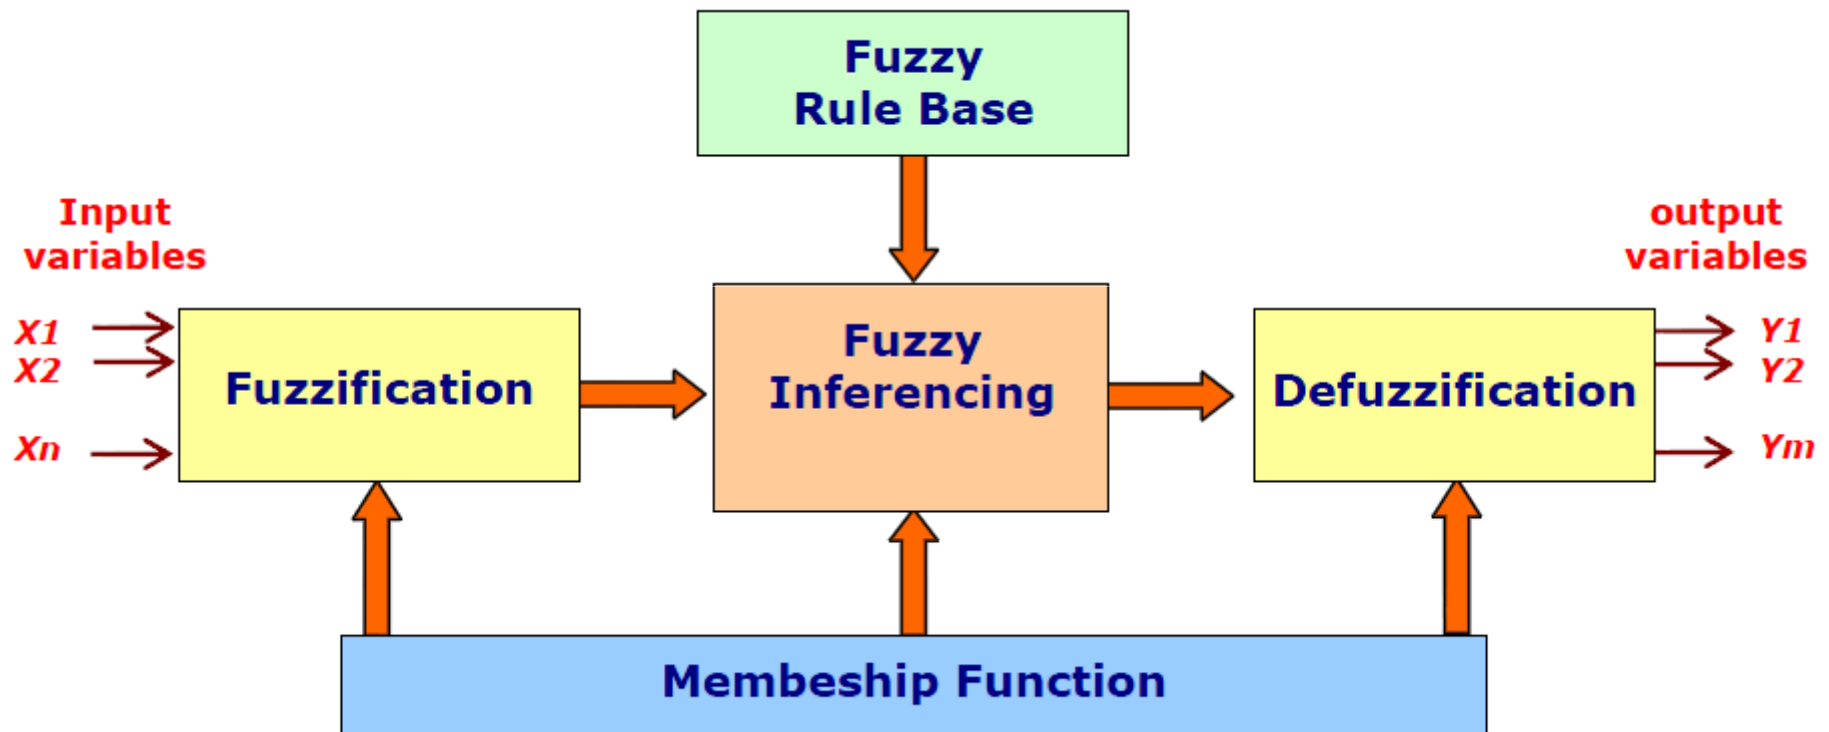 Fuzzy
Rule Base
Input
variables
output
variables
X1
X2
Xn
Fuzzification
Fuzzy
Inferencing
Defuzzification
Y1
Y2
Ym
Membeship Function